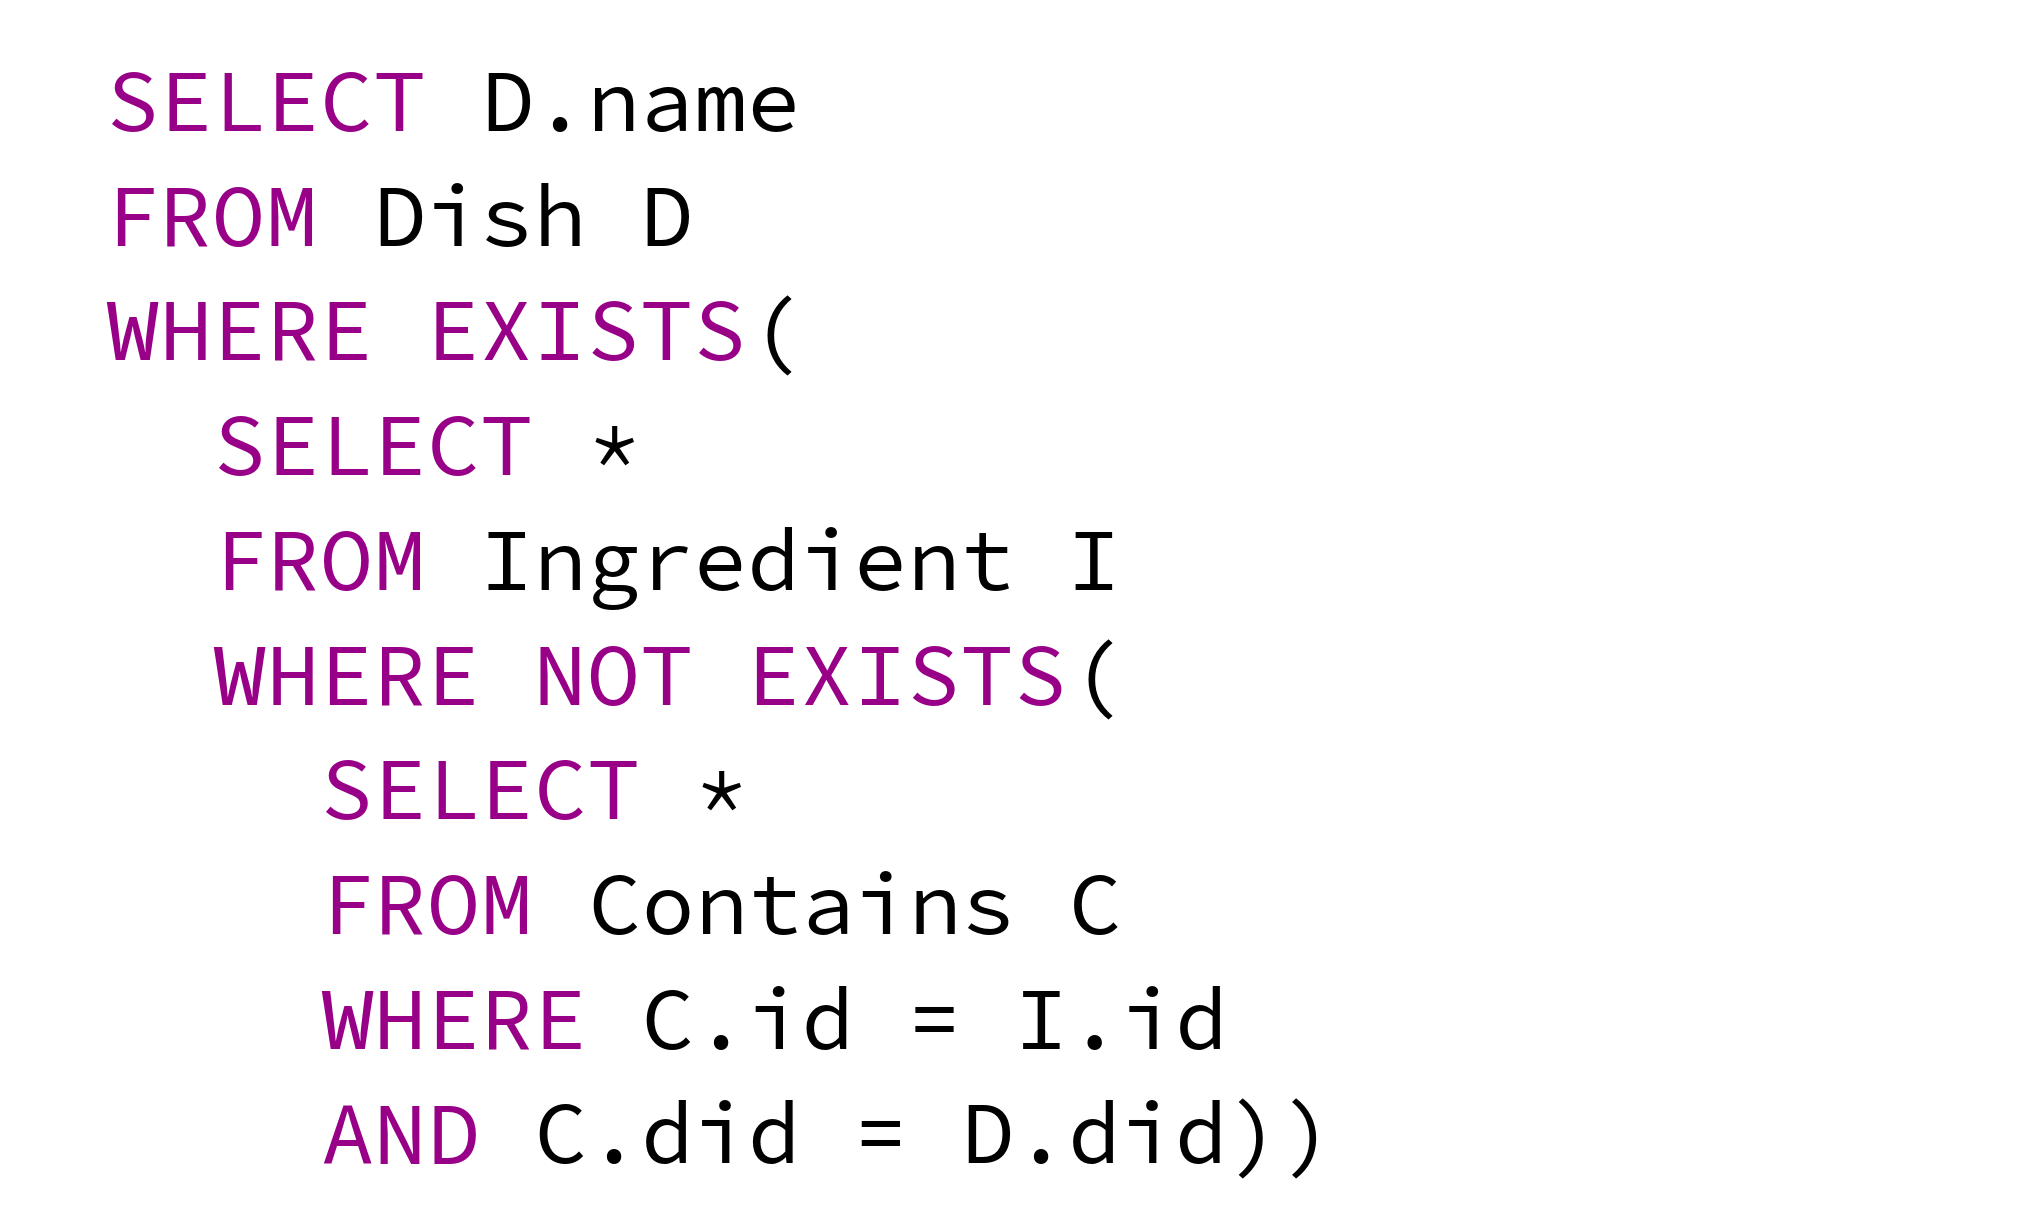 SELECT D.name
FROM Dish D
WHERE EXISTS(
  SELECT *
  FROM Ingredient I
  WHERE NOT EXISTS(
    SELECT *
    FROM Contains C
    WHERE C.id = I.id
    AND C.did = D.did))